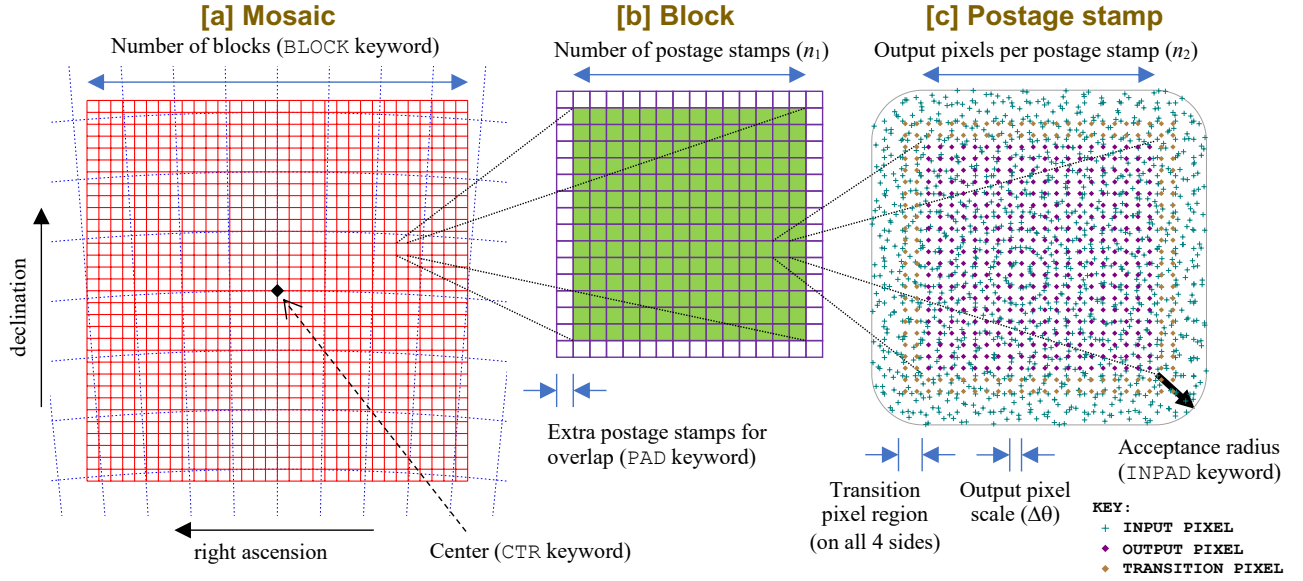 [a] Mosaic
Number of blocks (BLOCK keyword)
declination
right ascension
Center (CTR keyword)
[b] Block
Number of postage stamps (n₁)
Extra postage stamps for
overlap (PAD keyword)
[c] Postage stamp
Output pixels per postage stamp (n₂)
Transition
pixel region
(on all 4 sides)
Output pixel
scale (Δθ)
Acceptance radius
(INPAD keyword)
KEY:
INPUT PIXEL
OUTPUT PIXEL
TRANSITION PIXEL